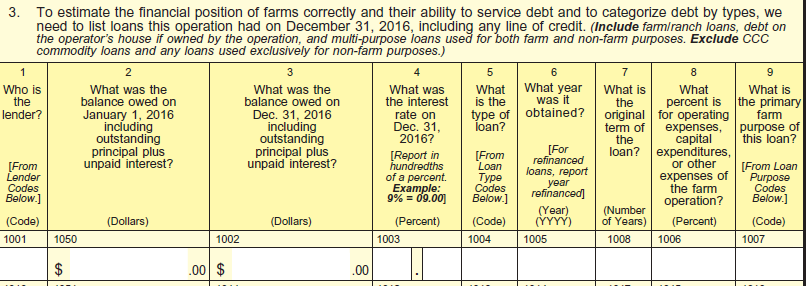 3. To estimate the financial position of farms correctly and their ability to service debt and to categorize debt by types, we
need to list loans this operation had on December 31, 2016, including any line of credit. (Include farm/ranch loans, debt on
the operator's house if owned by the operation, and multi-purpose loans used for both farm and non-farm purposes. Exclude CCC
commodity loans and any loans used exclusively for non-farm purposes.)
1
Who is
the
lender?
[From
Lender
Codes
Below.]
(Code)
2
What was the
balance owed on
January 1, 2016
including
outstanding
principal plus
unpaid interest?
(Dollars)
3
What was the
balance owed on
Dec. 31, 2016
including
outstanding
principal plus
unpaid interest?
(Dollars)
4
What was
the interest
rate on
Dec. 31,
2016?
[Report in
hundredths
of a percent.
Example:
9% = 09.00]
(Percent)
5
What
is the
type of
loan?
[From
Loan
Type
Codes
Below.]
(Code)
6
What year
was it
obtained?
[For
refinanced
loans, report
year
refinanced]
(Year)
(YYYY)
7
What is
the
original
term of
the
loan?
(Number
of Years)
8
What
percent is
for operating
expenses,
capital
expenditures,
or other
expenses of
the farm
operation?
(Percent)
9
What is
the primary
farm
purpose of
this loan?
[From Loan
Purpose
Codes
Below.]
(Code)
1001 1050 1002 1003 1004 1005 1008 1006 1007
$ .00 $ .00 .